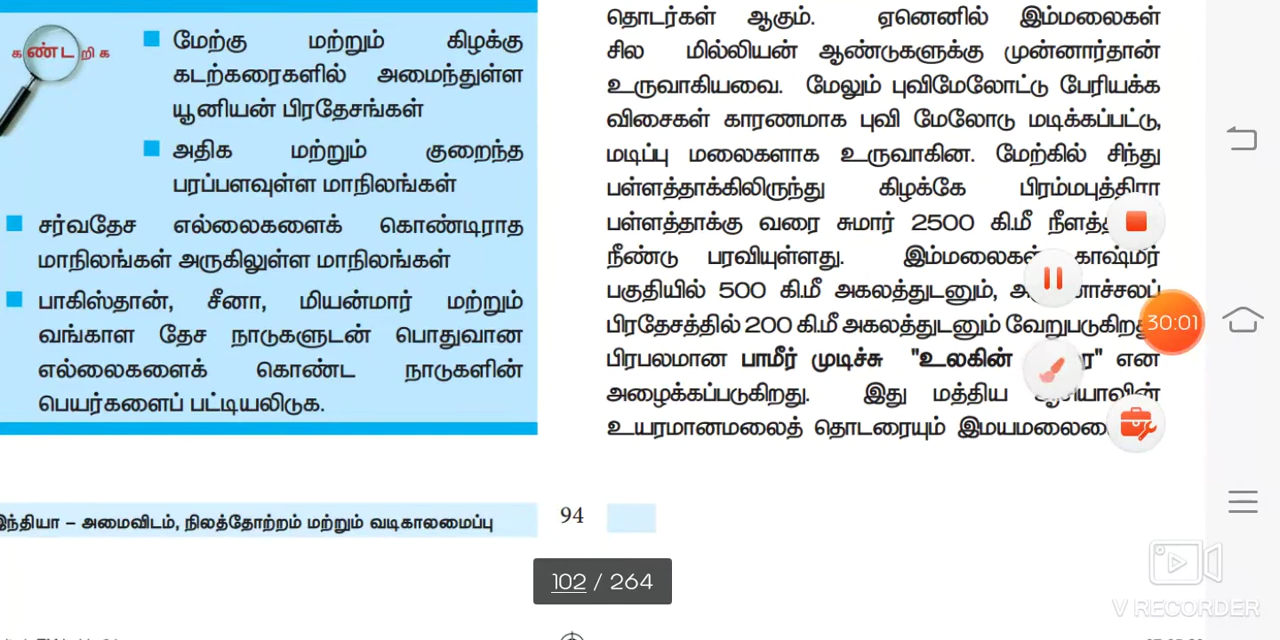 கண்டறிக
மேற்கு மற்றும் கிழக்கு
கடற்கரைகளில் அமைந்துள்ள
யூனியன் பிரதேசங்கள்
அதிக மற்றும் குறைந்த
பரப்பளவுள்ள மாநிலங்கள்
சர்வதேச எல்லைகளைக் கொண்டிராத
மாநிலங்கள் அருகிலுள்ள மாநிலங்கள்
பாகிஸ்தான், சீனா, மியன்மார் மற்றும்
வங்காள தேச நாடுகளுடன் பொதுவான
எல்லைகளைக் கொண்ட நாடுகளின்
பெயர்களைப் பட்டியலிடுக.
தொடர்கள் ஆகும். ஏனெனில் இம்மலைகள்
சில மில்லியன் ஆண்டுகளுக்கு முன்னார்தான்
உருவாகியவை. மேலும் புவிமேலோட்டு பேரியக்க
விசைகள் காரணமாக புவி மேலோடு மடிக்கப்பட்டு,
மடிப்பு மலைகளாக உருவாகின. மேற்கில் சிந்து
பள்ளத்தாக்கிலிருந்து கிழக்கே பிரம்மபுத்திரா
பள்ளத்தாக்கு வரை சுமார் 2500 கி.மீ
நீண்டு பரவியுள்ளது. இம்மலைகள் காஷ்மீர்
பகுதியில் 500 கி.மீ அகலத்துடனும்,
பிரதேசத்தில் 200 கி.மீ அகலத்துடனும்
பிரபலமான பாமீர் முடிச்சு "உலகின் என
அழைக்கப்படுகிறது. இது மத்திய
உயரமானமலைத் தொடரையும்
30:01
இந்தியா – அமைவிடம், நிலத்தோற்றம் மற்றும் வடிகாலமைப்பு
94
102 / 264
V RECORDER